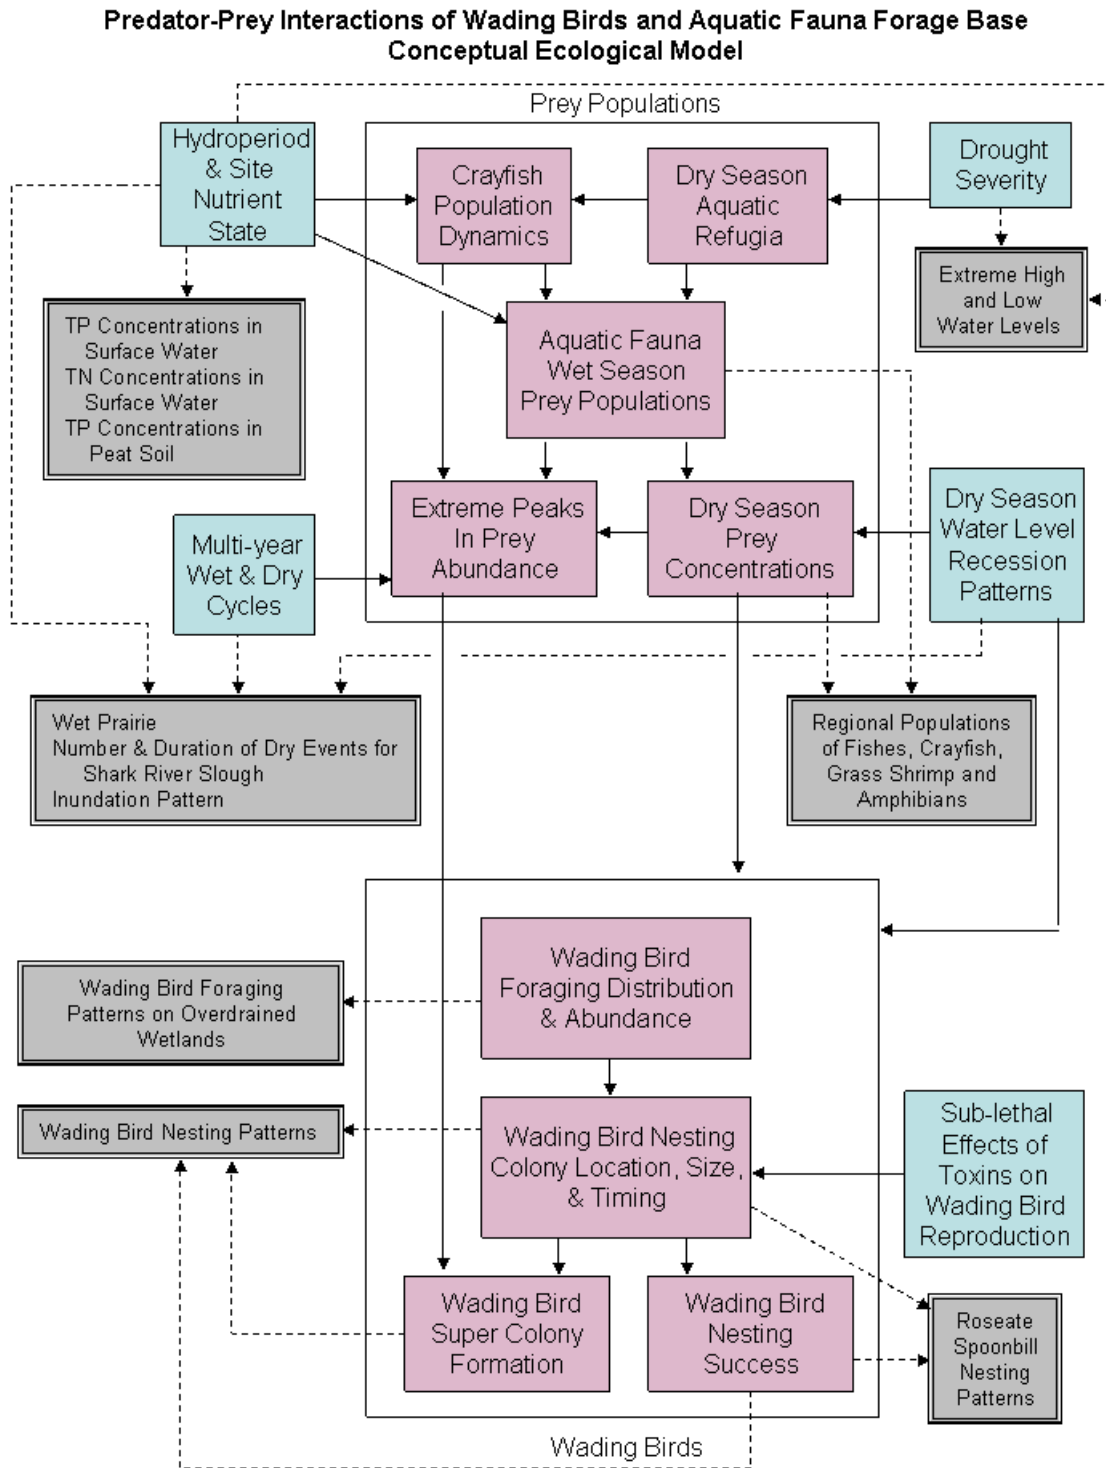 Predator-Prey Interactions of Wading Birds and Aquatic Fauna Forage Base
Conceptual Ecological Model
Prey Populations
Hydroperiod
& Site
Nutrient
State
Crayfish
Population
Dynamics
Dry Season
Aquatic
Refugia
Drought
Severity
Extreme High
and Low
Water Levels
TP Concentrations in
Surface Water
TN Concentrations in
Surface Water
TP Concentrations in
Peat Soil
Aquatic Fauna
Wet Season
Prey Populations
Multi-year
Wet & Dry
Cycles
Extreme Peaks
In Prey
Abundance
Dry Season
Prey
Concentrations
Dry Season
Water Level
Recession
Patterns
Wet Prairie
Number & Duration of Dry Events for
Shark River Slough
Inundation Pattern
Regional Populations
of Fishes, Crayfish,
Grass Shrimp and
Amphibians
Wading Bird
Foraging Distribution
& Abundance
Wading Bird Foraging
Patterns on Overdrained
Wetlands
Wading Bird Nesting Patterns
Wading Bird Nesting
Colony Location, Size,
& Timing
Sub-lethal
Effects of
Toxins on
Wading Bird
Reproduction
Wading Bird
Super Colony
Formation
Wading Bird
Nesting
Success
Roseate
Spoonbill
Nesting
Patterns
Wading Birds